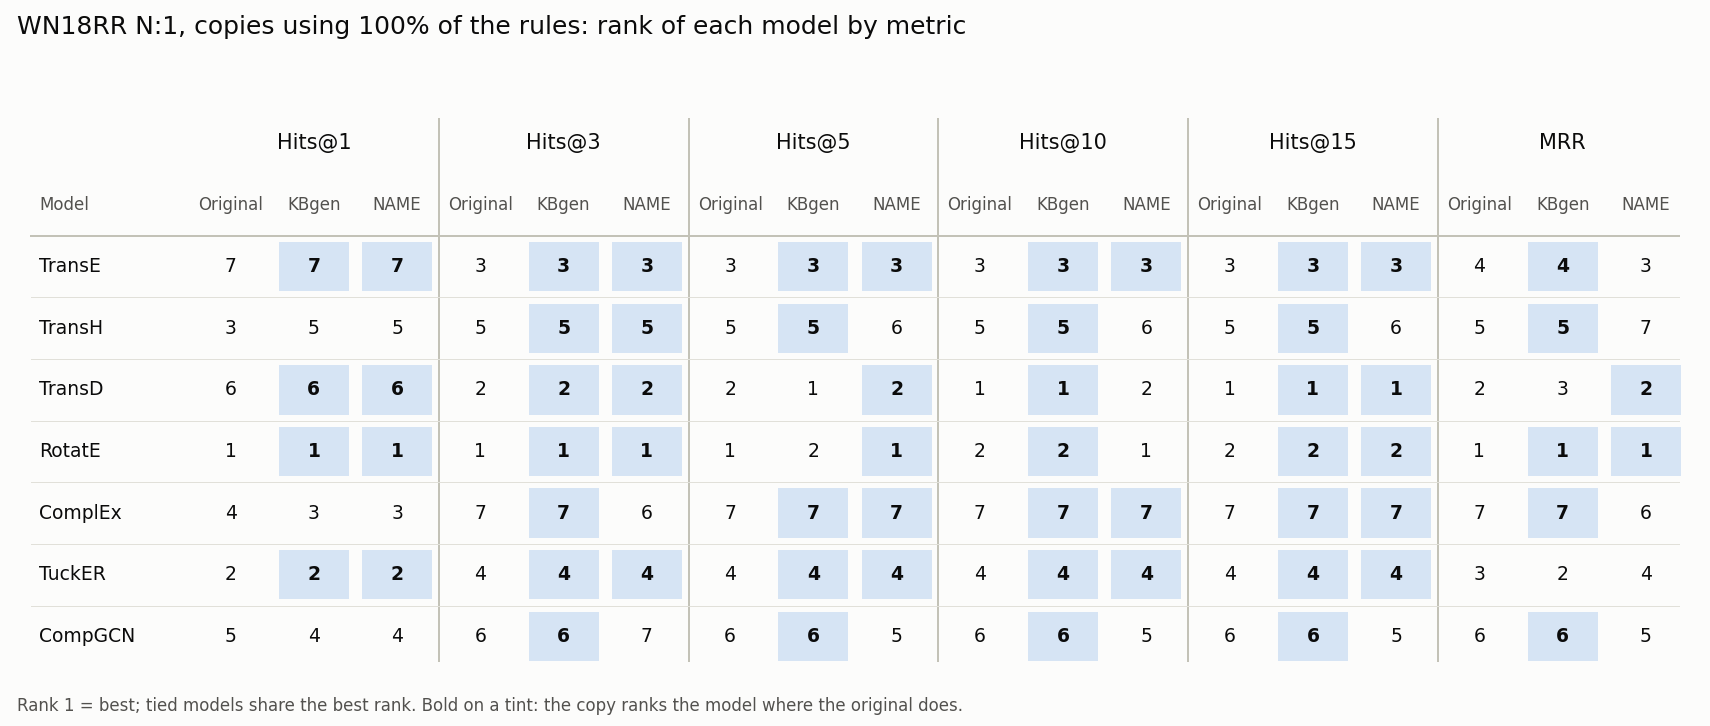 WN18RR N:1, copies using 100% of the rules: rank of each model by metric
Hits@1 Hits@3 Hits@5 Hits@10 Hits@15 MRR
Model Original KBgen NAME Original KBgen NAME Original KBgen NAME Original KBgen NAME Original KBgen NAME Original KBgen NAME
TransE 7 7 7 3 3 3 3 3 3 3 3 3 3 3 3 4 4 3
TransH 3 5 5 5 5 5 5 5 6 5 5 6 5 5 6 5 5 7
TransD 6 6 6 2 2 2 2 1 2 1 1 2 1 1 1 2 3 2
RotatE 1 1 1 1 1 1 1 2 1 2 2 1 2 2 2 1 1 1
ComplEx 4 3 3 7 7 6 7 7 7 7 7 7 7 7 7 7 7 6
TuckER 2 2 2 4 4 4 4 4 4 4 4 4 4 4 4 3 2 4
CompGCN 5 4 4 6 6 7 6 6 5 6 6 5 6 6 5 6 6 5
Rank 1 = best; tied models share the best rank. Bold on a tint: the copy ranks the model where the original does.